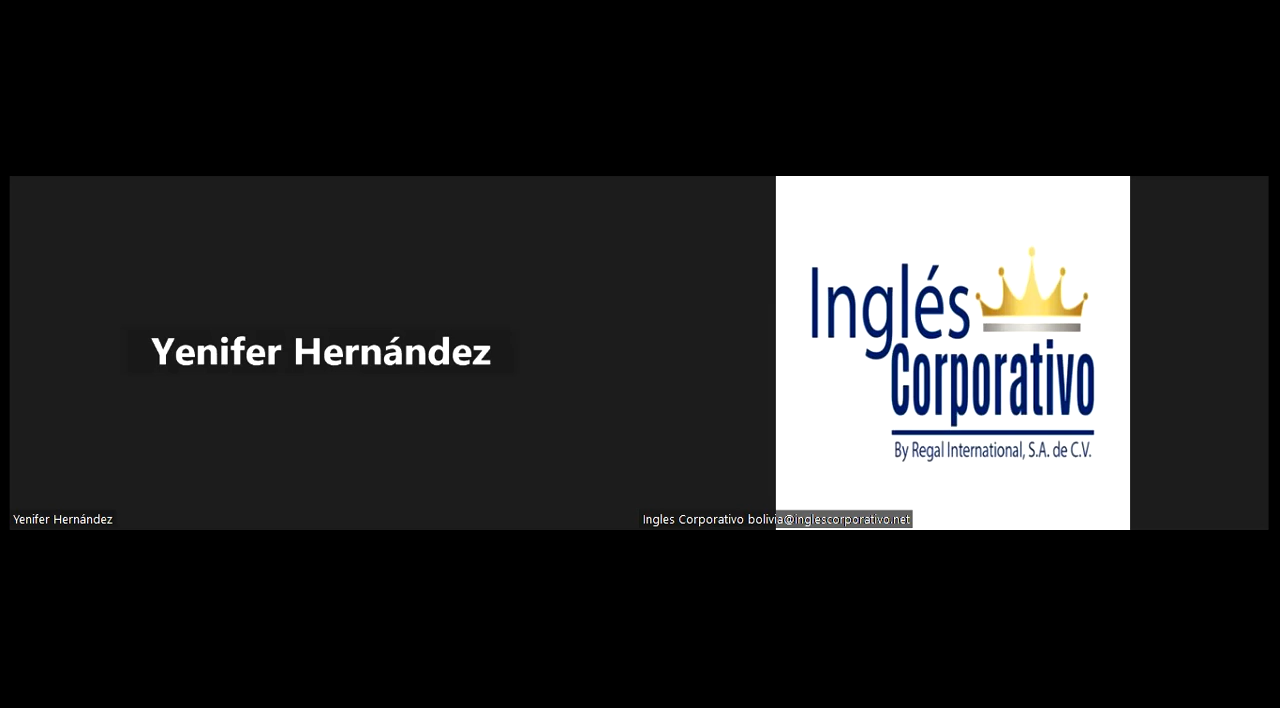 Yenifer Hernández
Yenifer Hernández
Inglés
Corporativo
By Regal International, S.A. de C.V.
Ingles Corporativo bolivia@inglescorporativo.net